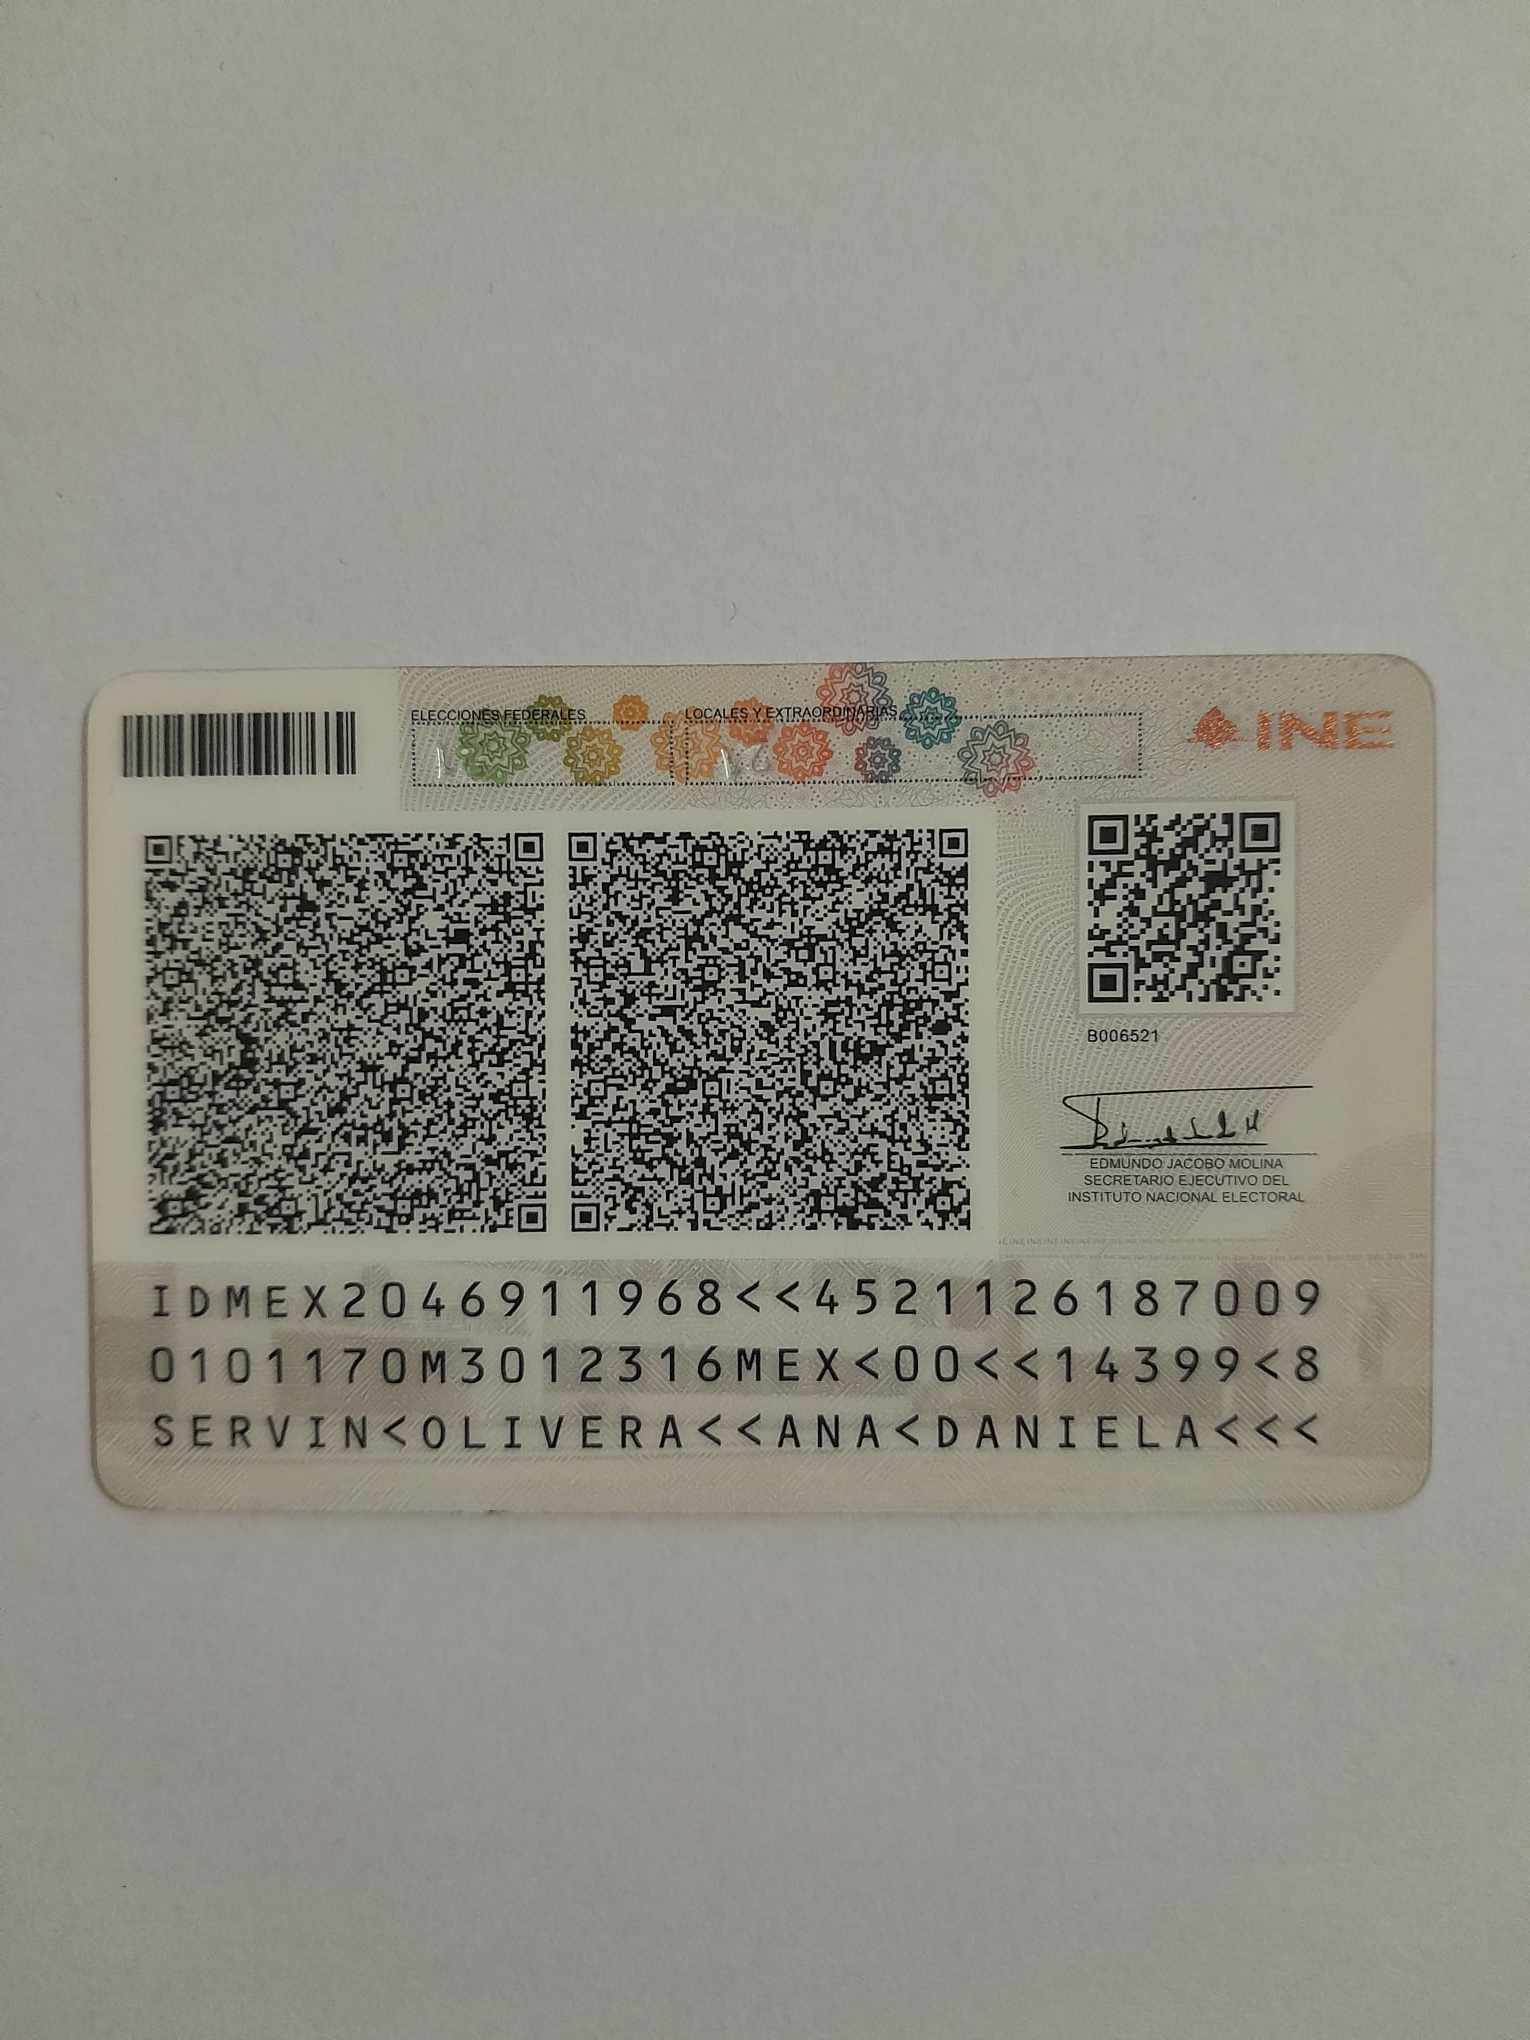 ELECCIONES FEDERALES LOCALES Y EXTRAORDINARIAS
INE
B006521
EDMUNDO JACOBO MOLINA
SECRETARIO EJECUTIVO DEL
INSTITUTO NACIONAL ELECTORAL
IDMEX2046911968<<4521126187009
0101170M3012316MEX<00<<14399<8
SERVIN<OLIVERA<<ANA<DANIELA<<<